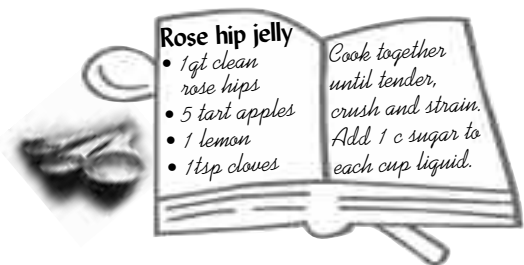 Rose hip jelly
• 1qt clean
rose hips
• 5 tart apples
• 1 lemon
• 1tsp cloves
Cook together
until tender,
crush and strain.
Add 1 c sugar to
each cup liquid.